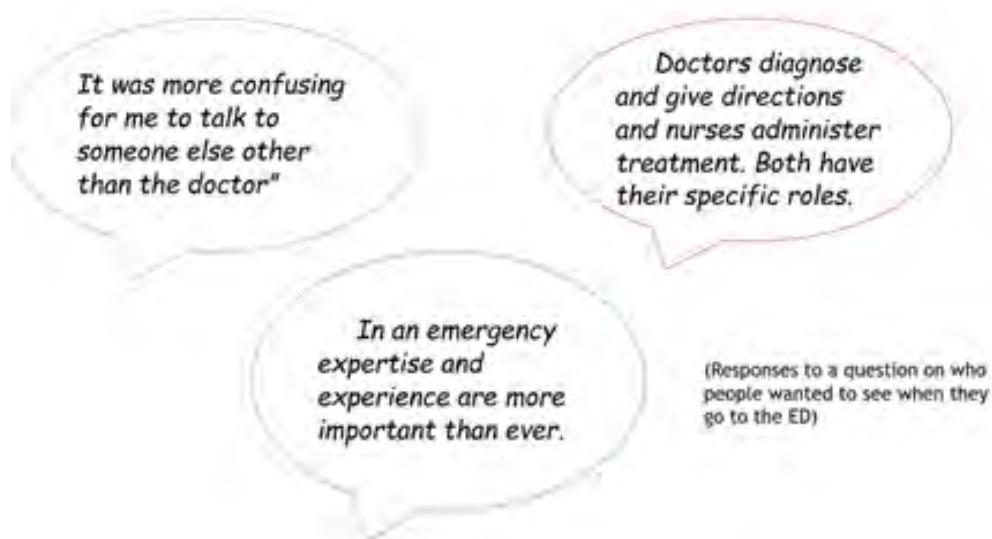 It was more confusing
for me to talk to
someone else other
than the doctor"
Doctors diagnose
and give directions
and nurses administer
treatment. Both have
their specific roles.
In an emergency
expertise and
experience are more
important than ever.
(Responses to a question on who
people wanted to see when they
go to the ED)